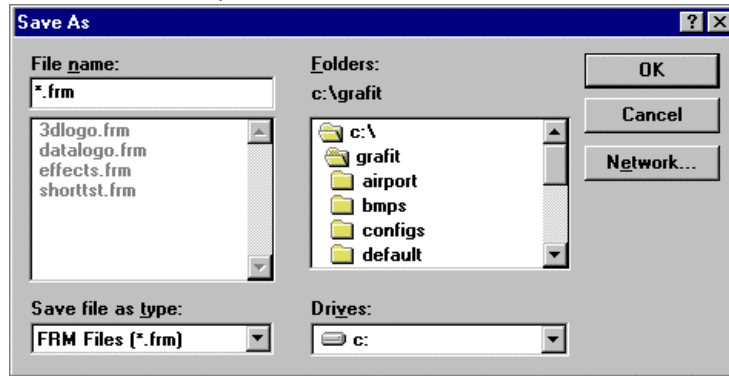 Save As
File name:
*.frm
3dlogo.frm
datalogo.frm
effects.frm
shorttst.frm
Save file as type:
FRM Files (*.frm)
Folders:
c:\grafit
c:\
grafit
airport
bmps
configs
default
Drives:
c:
OK
Cancel
Network...